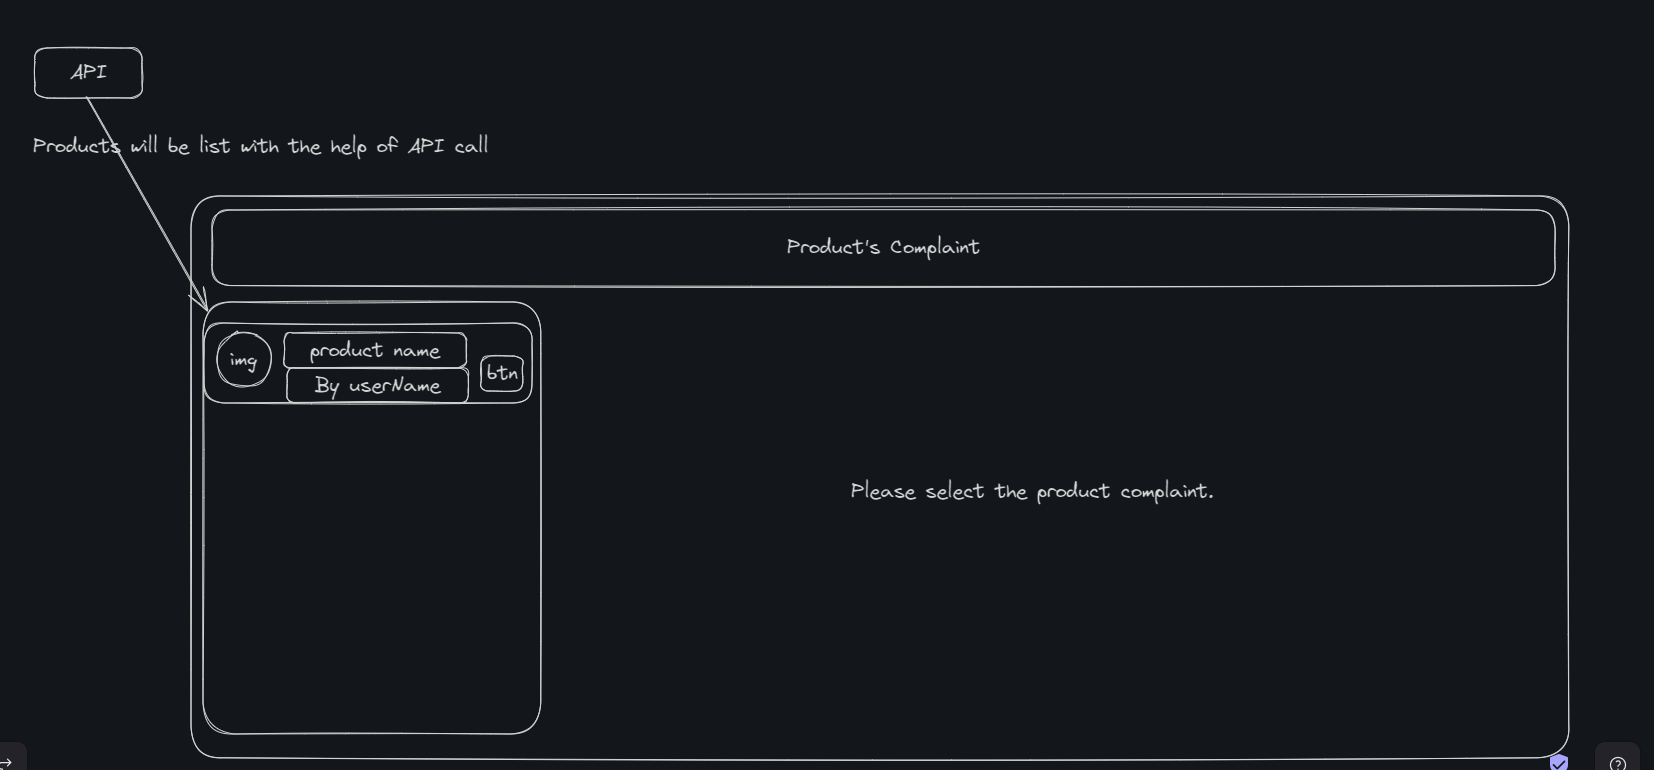 API
Products will be list with the help of API call
Product's Complaint
img
product name
By userName
btn
Please select the product complaint.